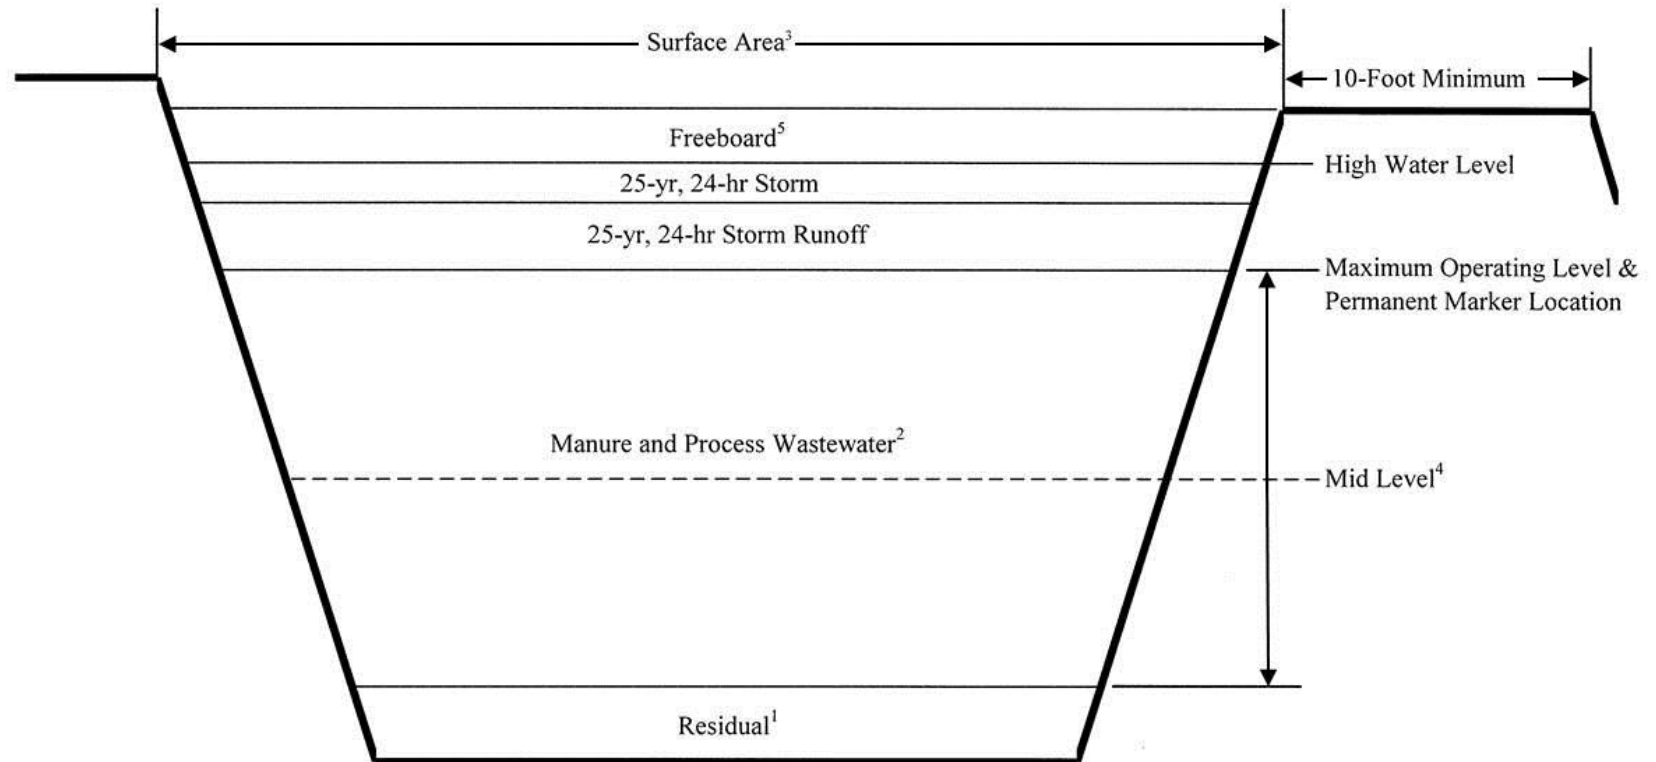 Surface Area³
10-Foot Minimum
Freeboard⁵
High Water Level
25-yr, 24-hr Storm
25-yr, 24-hr Storm Runoff
Maximum Operating Level &
Permanent Marker Location
Manure and Process Wastewater²
Mid Level⁴
Residual¹